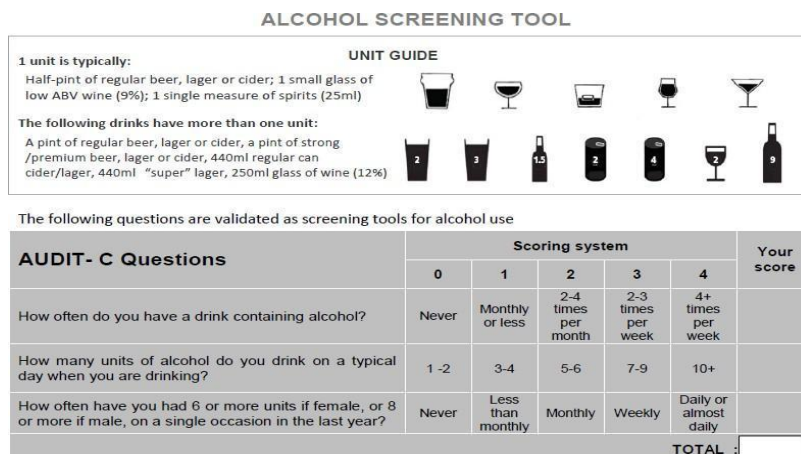 ALCOHOL SCREENING TOOL
UNIT GUIDE
1 unit is typically:
Half-pint of regular beer, lager or cider; 1 small glass of
low ABV wine (9%); 1 single measure of spirits (25ml)
The following drinks have more than one unit:
A pint of regular beer, lager or cider, a pint of strong
/premium beer, lager or cider, 440ml regular can
cider/lager, 440ml “super” lager, 250ml glass of wine (12%)
2 3 1.5 2 4 2 9
The following questions are validated as screening tools for alcohol use
AUDIT- C Questions
Scoring system
Your
score
0 1 2 3 4
How often do you have a drink containing alcohol?
Never
Monthly
or less
2-4
times
per
month
2-3
times
per
week
4+
times
per
week
How many units of alcohol do you drink on a typical
day when you are drinking?
1 -2
3-4
5-6
7-9
10+
How often have you had 6 or more units if female, or 8
or more if male, on a single occasion in the last year?
Never
Less
than
monthly
Monthly
Weekly
Daily or
almost
daily
TOTAL :